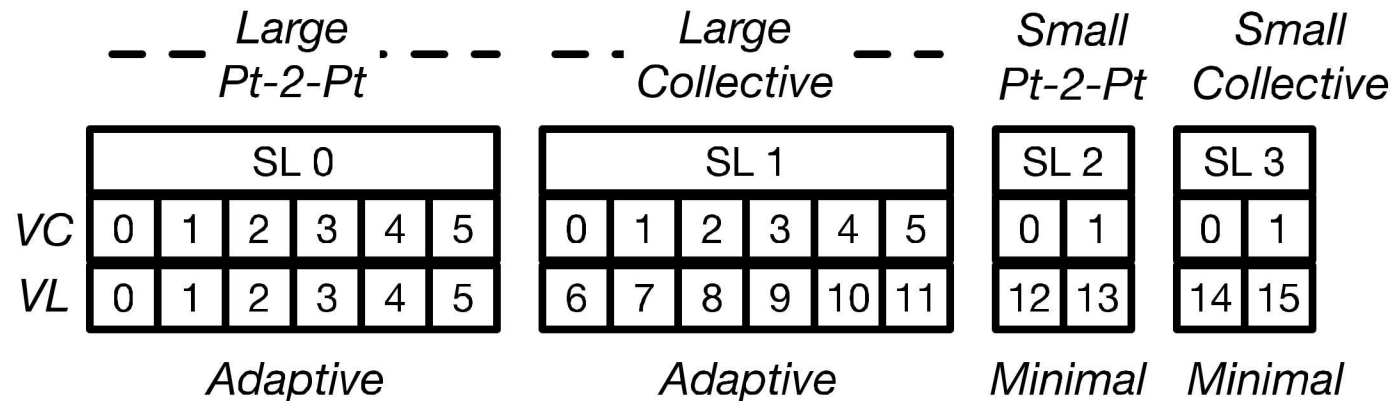 Large Large Small Small
Pt-2-Pt Collective Pt-2-Pt Collective
SL 0 SL 1 SL 2 SL 3
VC 0 1 2 3 4 5 0 1 2 3 4 5 0 1 0 1
VL 0 1 2 3 4 5 6 7 8 9 10 11 12 13 14 15
Adaptive Adaptive Minimal Minimal